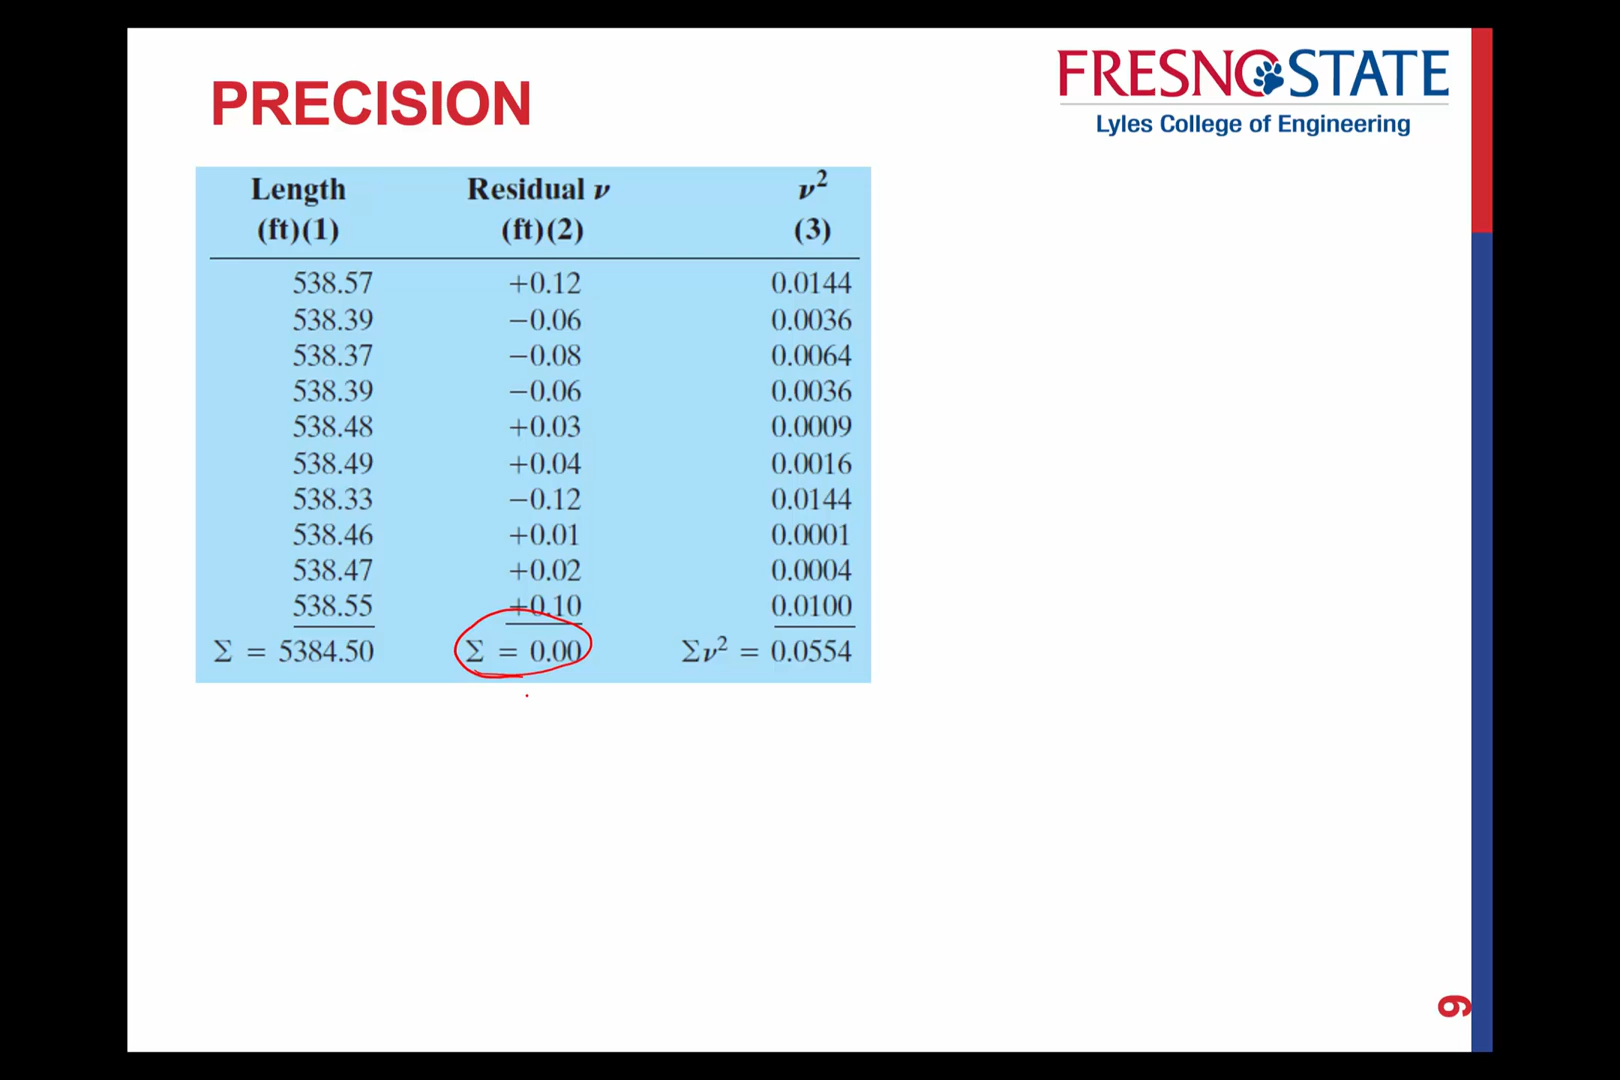 PRECISION
FRESNO STATE
Lyles College of Engineering
Length Residual ν ν²
(ft)(1) (ft)(2) (3)
538.57 +0.12 0.0144
538.39 −0.06 0.0036
538.37 −0.08 0.0064
538.39 −0.06 0.0036
538.48 +0.03 0.0009
538.49 +0.04 0.0016
538.33 −0.12 0.0144
538.46 +0.01 0.0001
538.47 +0.02 0.0004
538.55 +0.10 0.0100
Σ = 5384.50 Σ = 0.00 Σν² = 0.0554
9